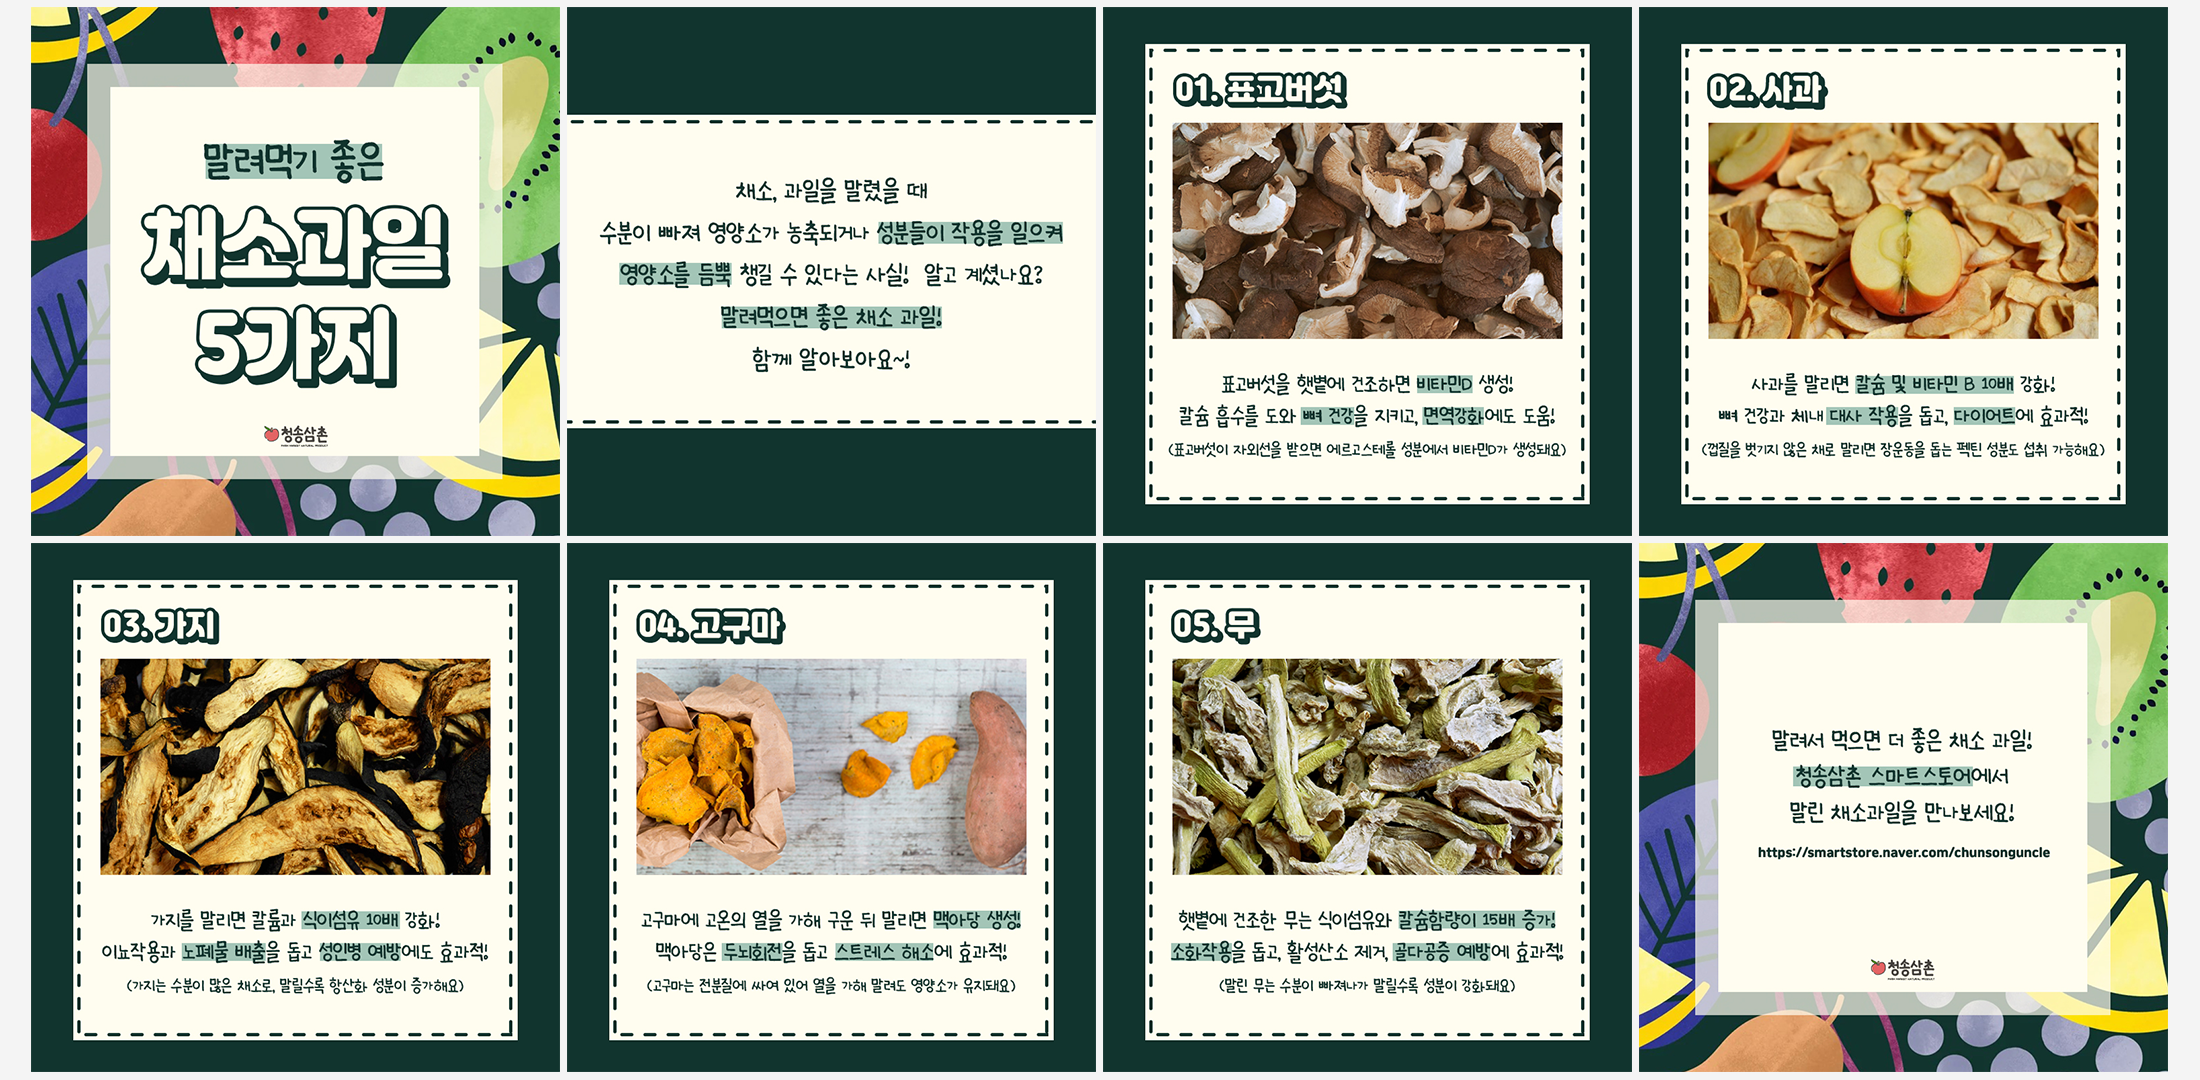 말려먹기 좋은
채소과일
5가지
청송삼촌
채소, 과일을 말렸을 때
수분이 빠져 영양소가 농축되거나 성분들이 작용을 일으켜
영양소를 듬뿍 챙길 수 있다는 사실! 알고 계셨나요?
말려먹으면 좋은 채소 과일!
함께 알아보아요~!
01. 표고버섯
표고버섯을 햇볕에 건조하면 비타민D 생성!
칼슘 흡수를 도와 뼈 건강을 지키고, 면역강화에도 도움!
(표고버섯이 자외선을 받으면 에르고스테롤 성분에서 비타민D가 생성돼요)
02. 사과
사과를 말리면 칼슘 및 비타민 B 10배 강화!
뼈 건강과 체내 대사 작용을 돕고, 다이어트에 효과적!
(껍질을 벗기지 않은 채로 말리면 장운동을 돕는 펙틴 성분도 섭취 가능해요)
03. 가지
가지를 말리면 칼륨과 식이섬유 10배 강화!
이뇨작용과 노폐물 배출을 돕고 성인병 예방에도 효과적!
(가지는 수분이 많은 채소로, 말릴수록 항산화 성분이 증가해요)
04. 고구마
고구마에 고온의 열을 가해 구운 뒤 말리면 맥아당 생성!
맥아당은 두뇌회전을 돕고 스트레스 해소에 효과적!
(고구마는 전분질에 싸여 있어 열을 가해 말려도 영양소가 유지돼요)
05. 무
햇볕에 건조한 무는 식이섬유와 칼슘함량이 15배 증가!
소화작용을 돕고, 활성산소 제거, 골다공증 예방에 효과적!
(말린 무는 수분이 빠져나가 말릴수록 성분이 강화돼요)
말려서 먹으면 더 좋은 채소 과일!
청송삼촌 스마트스토어에서
말린 채소과일을 만나보세요!
https://smartstore.naver.com/chunsonguncle
청송삼촌